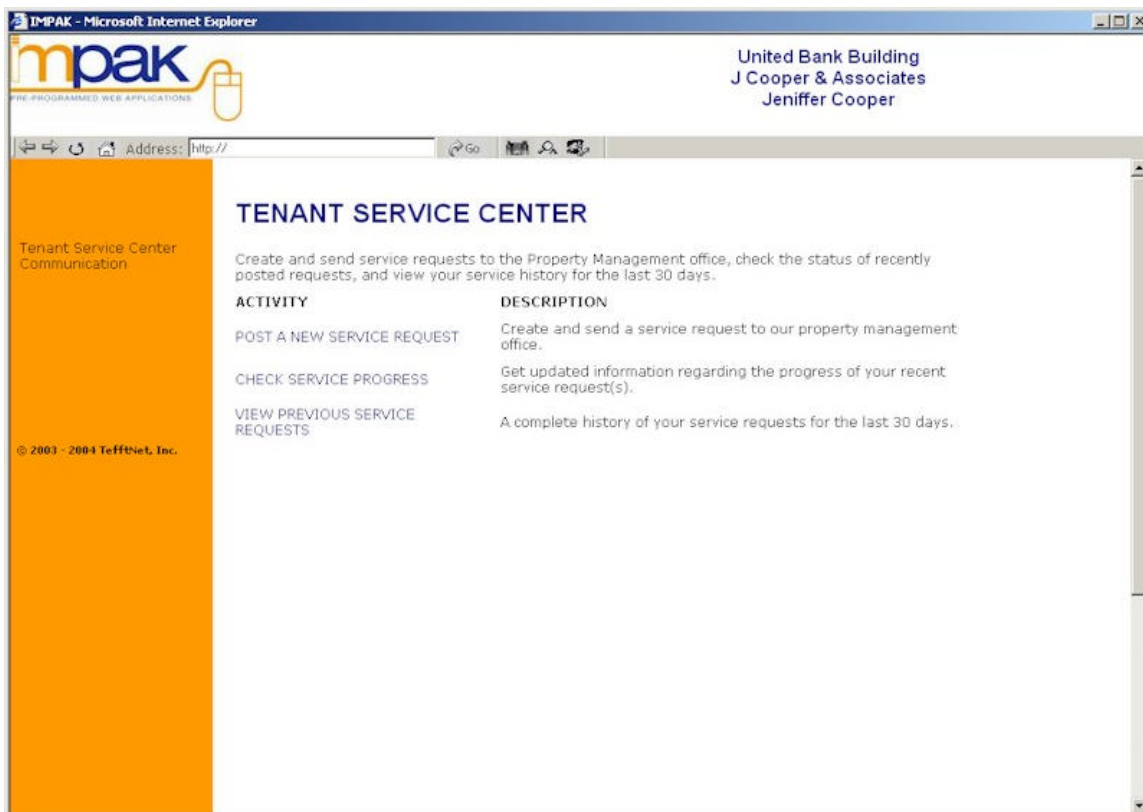 IMPAK - Microsoft Internet Explorer
impak
PRE-PROGRAMMED WEB APPLICATIONS
United Bank Building
J Cooper & Associates
Jeniffer Cooper
Address: http://
Go
Tenant Service Center
Communication
© 2003 - 2004 TefftNet, Inc.
TENANT SERVICE CENTER
Create and send service requests to the Property Management office, check the status of recently
posted requests, and view your service history for the last 30 days.
ACTIVITY DESCRIPTION
POST A NEW SERVICE REQUEST
Create and send a service request to our property management
office.
CHECK SERVICE PROGRESS
Get updated information regarding the progress of your recent
service request(s).
VIEW PREVIOUS SERVICE
REQUESTS
A complete history of your service requests for the last 30 days.